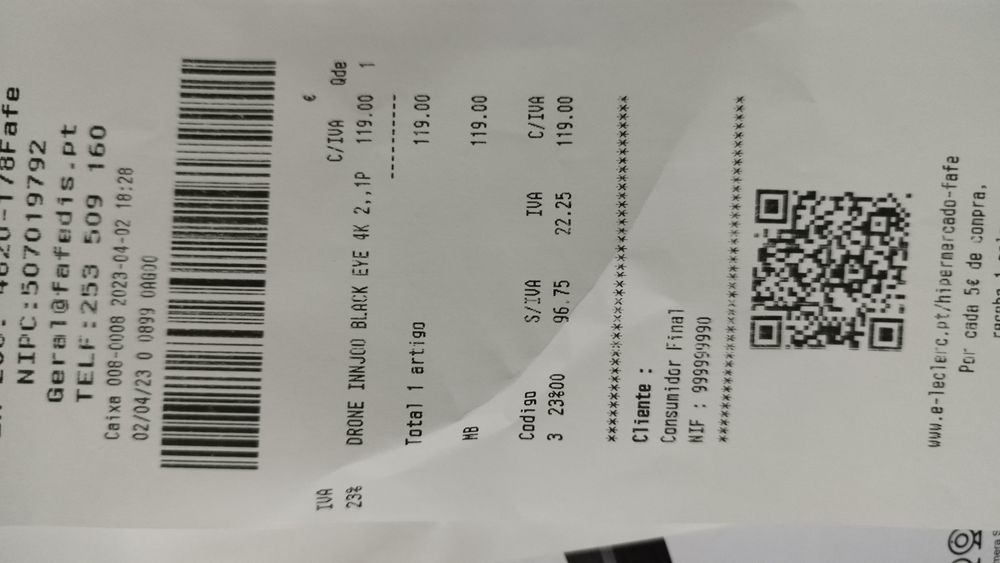 4820-178Fafe
NIPC:507019792
Geral@fafedis.pt
TELF:253 509 160
Caixa 008-0008 2023-04-02 18:28
02/04/23 0 0899 0AG00
€
IVA C/IVA Qde
23% DRONE INNJOO BLACK EYE 4K 2,,1P 119.00 1
---------
Total 1 artigo 119.00
MB 119.00
Codigo S/IVA IVA C/IVA
3 23%00 96.75 22.25 119.00
****************************************
Cliente :
Consumidor Final
NIF : 999999990
****************************************
www.e-leclerc.pt/hipermercado-fafe
Por cada 5€ de compra,